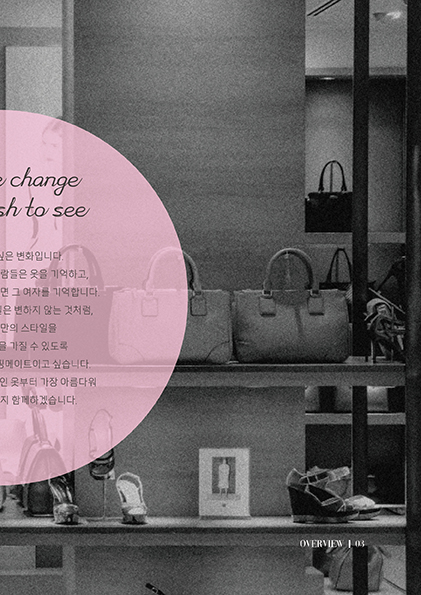 change
sh to see
싶은 변화입니다.
람들은 옷을 기억하고,
면 그 여자를 기억합니다.
일은 변하지 않는 것처럼,
만의 스타일을
을 가질 수 있도록
핑메이트이고 싶습니다.
인 옷부터 가장 아름다워
지 함께하겠습니다.
OVERVIEW | 03